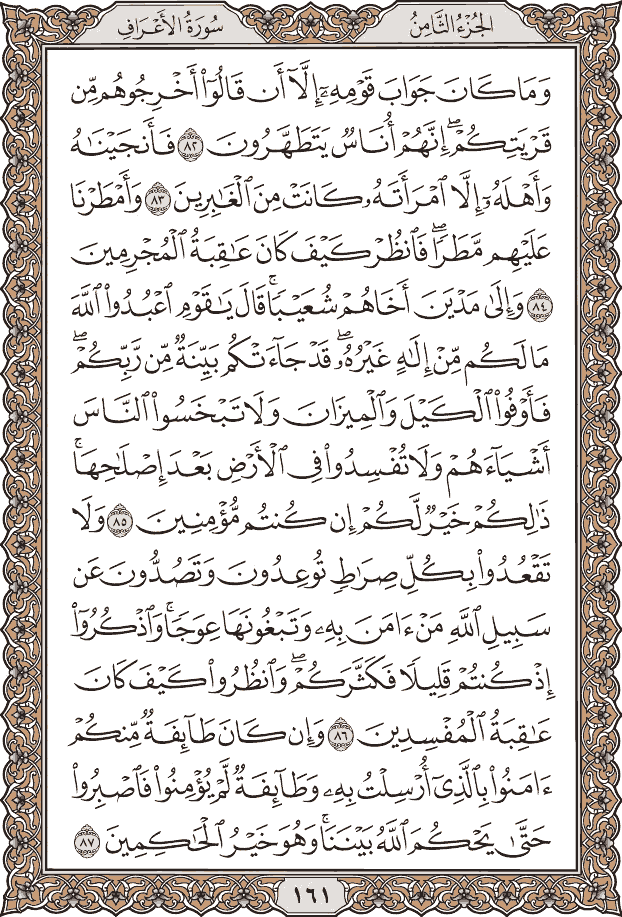 الجُزْءُ الثَّامِنُ
سُورَةُ الأَعْرَافِ
وَمَا كَانَ جَوَابَ قَوْمِهِۦٓ إِلَّآ أَن قَالُوٓا۟ أَخْرِجُوهُم مِّن
قَرْيَتِكُمْ ۖ إِنَّهُمْ أُنَاسٌ يَتَطَهَّرُونَ ﴿٨٢﴾ فَأَنجَيْنَٰهُ
وَأَهْلَهُۥٓ إِلَّا ٱمْرَأَتَهُۥ كَانَتْ مِنَ ٱلْغَٰبِرِينَ ﴿٨٣﴾ وَأَمْطَرْنَا
عَلَيْهِم مَّطَرًا ۖ فَٱنظُرْ كَيْفَ كَانَ عَٰقِبَةُ ٱلْمُجْرِمِينَ
﴿٨٤﴾ وَإِلَىٰ مَدْيَنَ أَخَاهُمْ شُعَيْبًا ۗ قَالَ يَٰقَوْمِ ٱعْبُدُوا۟ ٱللَّهَ
مَا لَكُم مِّنْ إِلَٰهٍ غَيْرُهُۥ ۖ قَدْ جَآءَتْكُم بَيِّنَةٌ مِّن رَّبِّكُمْ ۖ
فَأَوْفُوا۟ ٱلْكَيْلَ وَٱلْمِيزَانَ وَلَا تَبْخَسُوا۟ ٱلنَّاسَ
أَشْيَآءَهُمْ وَلَا تُفْسِدُوا۟ فِى ٱلْأَرْضِ بَعْدَ إِصْلَٰحِهَا ۚ
ذَٰلِكُمْ خَيْرٌ لَّكُمْ إِن كُنتُم مُّؤْمِنِينَ ﴿٨٥﴾ وَلَا
تَقْعُدُوا۟ بِكُلِّ صِرَٰطٍ تُوعِدُونَ وَتَصُدُّونَ عَن
سَبِيلِ ٱللَّهِ مَنْ ءَامَنَ بِهِۦ وَتَبْغُونَهَا عِوَجًا ۚ وَٱذْكُرُوٓا۟
إِذْ كُنتُمْ قَلِيلًا فَكَثَّرَكُمْ ۖ وَٱنظُرُوا۟ كَيْفَ كَانَ
عَٰقِبَةُ ٱلْمُفْسِدِينَ ﴿٨٦﴾ وَإِن كَانَ طَآئِفَةٌ مِّنكُمْ
ءَامَنُوا۟ بِٱلَّذِىٓ أُرْسِلْتُ بِهِۦ وَطَآئِفَةٌ لَّمْ يُؤْمِنُوا۟ فَٱصْبِرُوا۟
حَتَّىٰ يَحْكُمَ ٱللَّهُ بَيْنَنَا ۚ وَهُوَ خَيْرُ ٱلْحَٰكِمِينَ ﴿٨٧﴾
١٦١